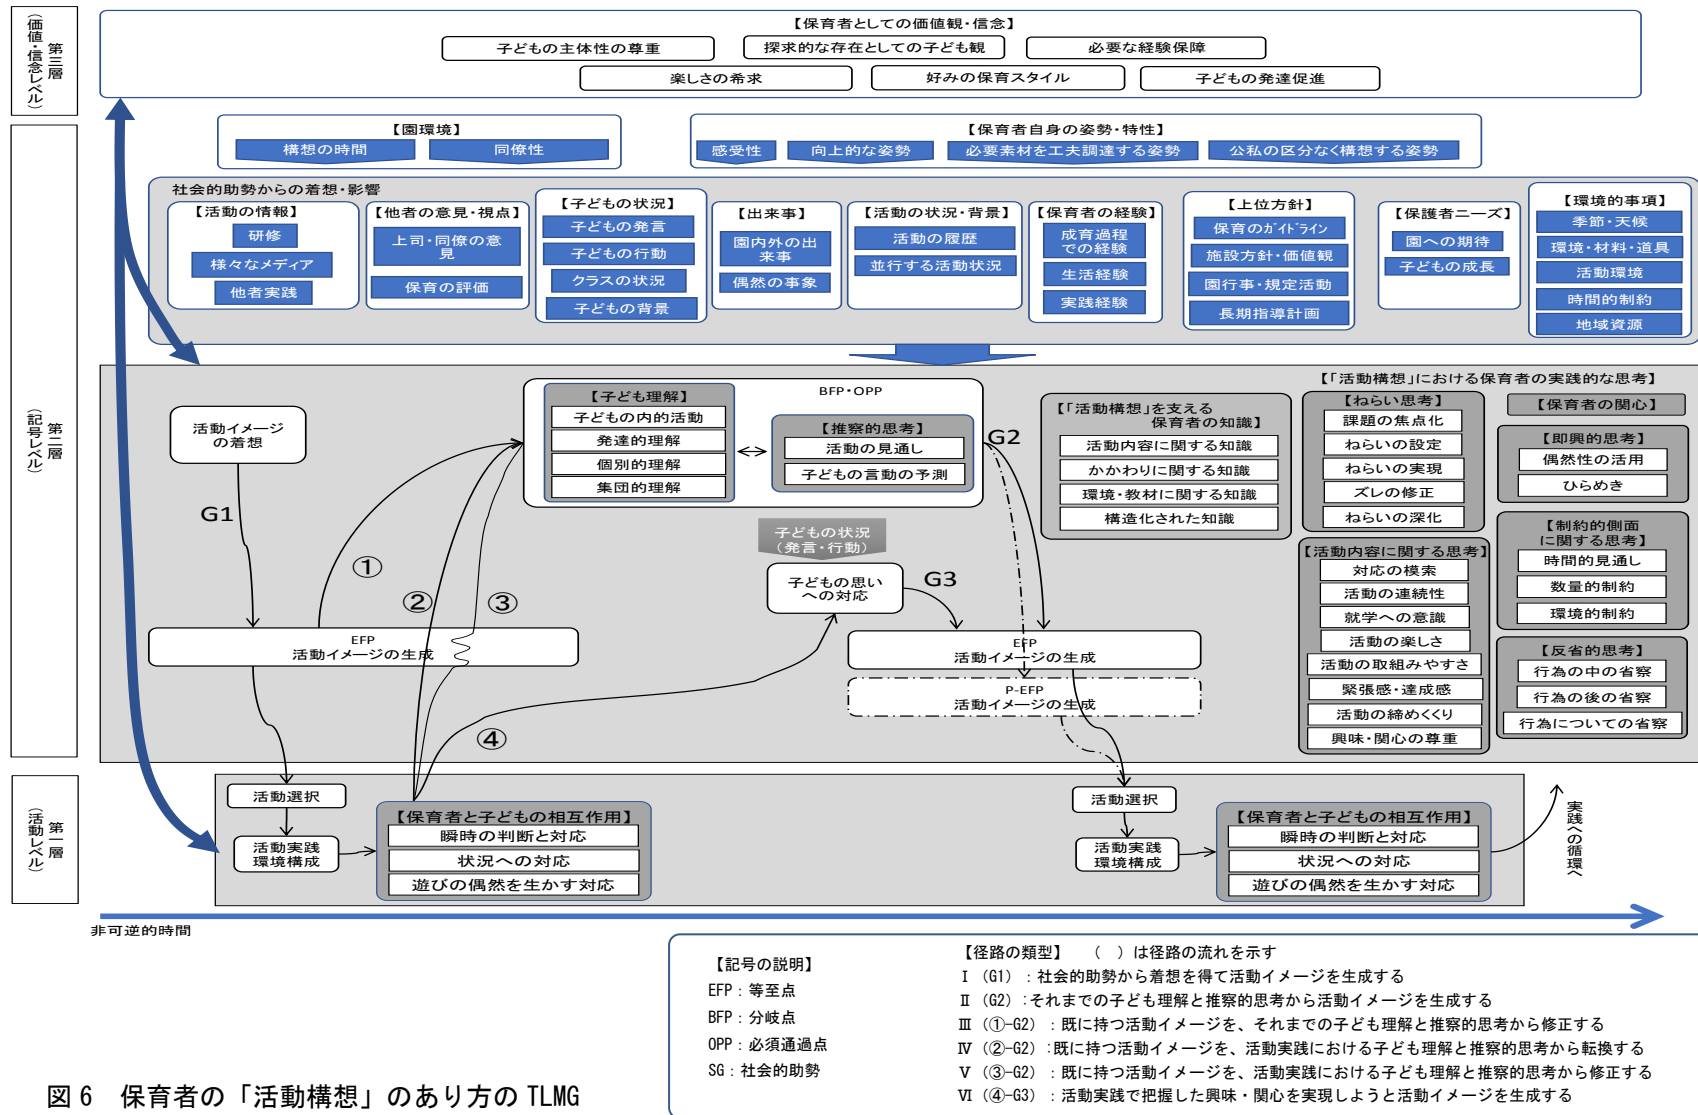 第三層
(価値・信念レベル)
【保育者としての価値観・信念】
子どもの主体性の尊重
探求的な存在としての子ども観
必要な経験保障
楽しさの希求
好みの保育スタイル
子どもの発達促進
第二層
(記号レベル)
【園環境】
構想の時間
同僚性
【保育者自身の姿勢・特性】
感受性
向上的な姿勢
必要素材を工夫調達する姿勢
公私の区分なく構想する姿勢
社会的助勢からの着想・影響
【活動の情報】
研修
様々なメディア
他者実践
【他者の意見・視点】
上司・同僚の意
見
保育の評価
【子どもの状況】
子どもの発言
子どもの行動
クラスの状況
子どもの背景
【出来事】
園内外の出
来事
偶然の事象
【活動の状況・背景】
活動の履歴
並行する活動状況
【保育者の経験】
成育過程
での経験
生活経験
実践経験
【上位方針】
保育のガイドライン
施設方針・価値観
園行事・規定活動
長期指導計画
【保護者ニーズ】
園への期待
子どもの成長
【環境的事項】
季節・天候
環境・材料・道具
活動環境
時間的制約
地域資源
活動イメージ
の着想
G1
①
②
③
④
EFP
活動イメージの生成
BFP・OPP
【子ども理解】
子どもの内的活動
発達的理解
個別的理解
集団的理解
【推察的思考】
活動の見通し
子どもの言動の予測
G2
子どもの状況
(発言・行動)
子どもの思い
への対応
G3
EFP
活動イメージの生成
P-EFP
活動イメージの生成
【「活動構想」を支える
保育者の知識】
活動内容に関する知識
かかわりに関する知識
環境・教材に関する知識
構造化された知識
【「活動構想」における保育者の実践的な思考】
【ねらい思考】
課題の焦点化
ねらいの設定
ねらいの実現
ズレの修正
ねらいの深化
【活動内容に関する思考】
対応の模索
活動の連続性
就学への意識
活動の楽しさ
活動の取組みやすさ
緊張感・達成感
活動の締めくくり
興味・関心の尊重
【保育者の関心】
【即興的思考】
偶然性の活用
ひらめき
【制約的側面
に関する思考】
時間的見通し
数量的制約
環境的制約
【反省的思考】
行為の中の省察
行為の後の省察
行為についての省察
第一層
(活動レベル)
活動選択
活動実践
環境構成
【保育者と子どもの相互作用】
瞬時の判断と対応
状況への対応
遊びの偶然を生かす対応
活動選択
活動実践
環境構成
【保育者と子どもの相互作用】
瞬時の判断と対応
状況への対応
遊びの偶然を生かす対応
実践への循環へ
非可逆的時間
【記号の説明】
EFP：等至点
BFP：分岐点
OPP：必須通過点
SG：社会的助勢
【径路の類型】 （ ）は径路の流れを示す
Ⅰ（G1）：社会的助勢から着想を得て活動イメージを生成する
Ⅱ（G2）：それまでの子ども理解と推察的思考から活動イメージを生成する
Ⅲ（①-G2）：既に持つ活動イメージを、それまでの子ども理解と推察的思考から修正する
Ⅳ（②-G2）：既に持つ活動イメージを、活動実践における子ども理解と推察的思考から転換する
Ⅴ（③-G2）：既に持つ活動イメージを、活動実践における子ども理解と推察的思考から修正する
Ⅵ（④-G3）：活動実践で把握した興味・関心を実現しようと活動イメージを生成する
図６ 保育者の「活動構想」のあり方の TLMG